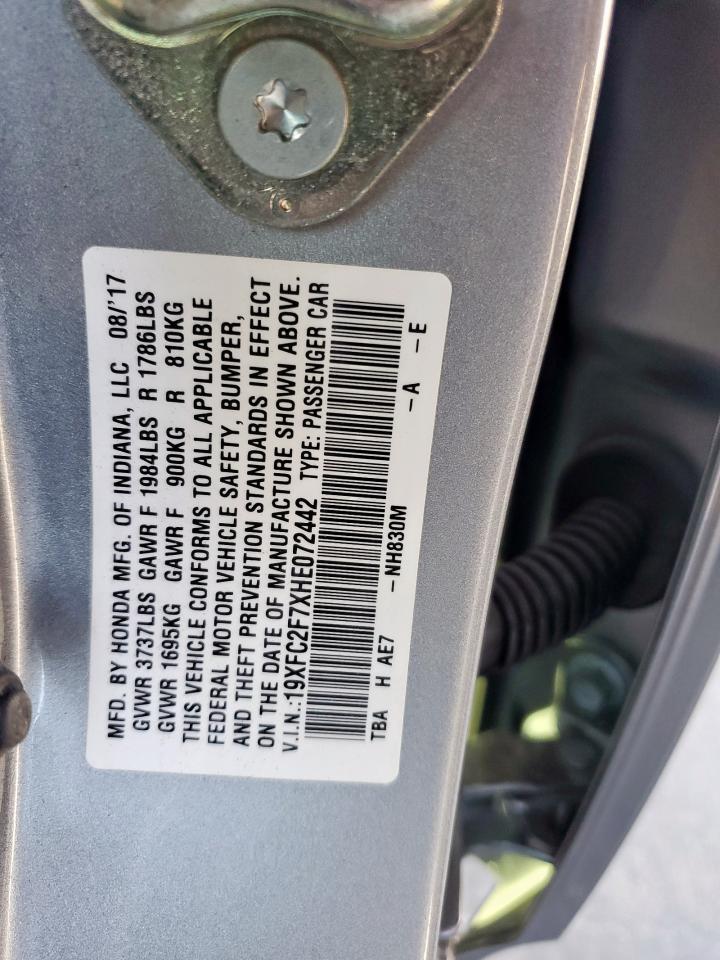 MFD. BY HONDA MFG. OF INDIANA, LLC 08/'17
GVWR 3737LBS GAWR F 1984LBS R 1786LBS
GVWR 1695KG GAWR F 900KG R 810KG
THIS VEHICLE CONFORMS TO ALL APPLICABLE
FEDERAL MOTOR VEHICLE SAFETY, BUMPER,
AND THEFT PREVENTION STANDARDS IN EFFECT
ON THE DATE OF MANUFACTURE SHOWN ABOVE.
V.I.N.:19XFC2F7XHE072442 TYPE: PASSENGER CAR
TBA H AE7 -NH830M -A -E